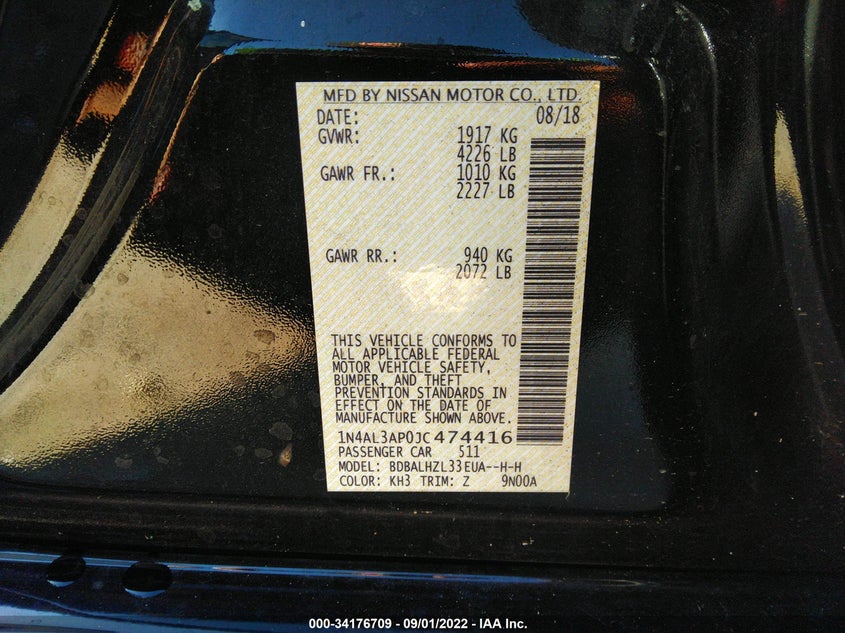 MFD BY NISSAN MOTOR CO., LTD.
DATE: 08/18
GVWR: 1917 KG
4226 LB
GAWR FR.: 1010 KG
2227 LB
GAWR RR.: 940 KG
2072 LB
THIS VEHICLE CONFORMS TO
ALL APPLICABLE FEDERAL
MOTOR VEHICLE SAFETY,
BUMPER, AND THEFT
PREVENTION STANDARDS IN
EFFECT ON THE DATE OF
MANUFACTURE SHOWN ABOVE.
1N4AL3AP0JC474416
PASSENGER CAR 511
MODEL: BDBALHZL33EUA--H-H
COLOR: KH3 TRIM: Z 9N00A
000-34176709 - 09/01/2022 - IAA Inc.